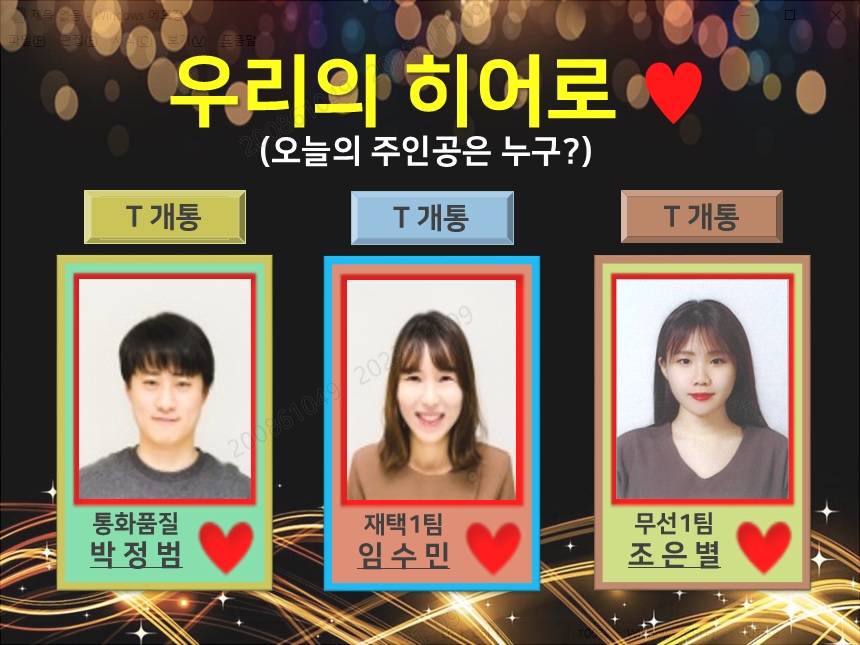 우리의 히어로
(오늘의 주인공은 누구?)
T 개통
T 개통
T 개통
통화품질
박 정 범
재택1팀
임 수 민
무선1팀
조 은 별
200861049